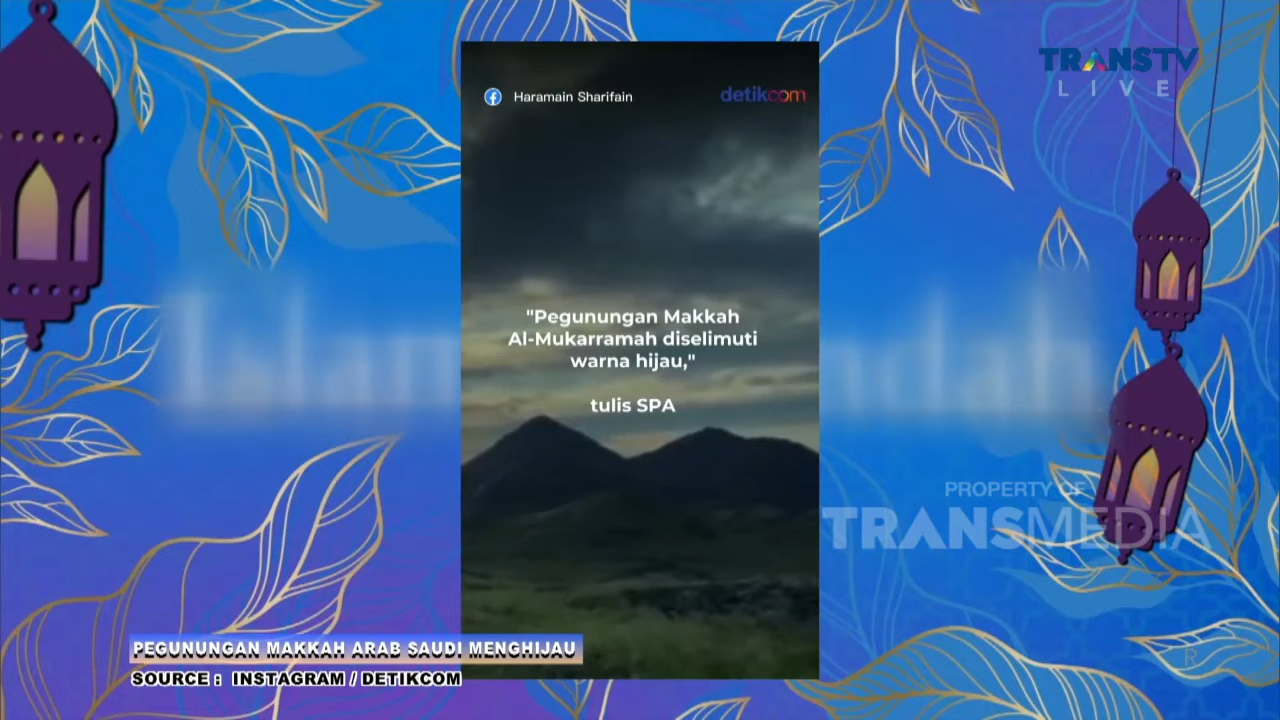 TRANSTV
LIVE
Haramain Sharifain
detikcom
"Pegunungan Makkah
Al-Mukarramah diselimuti
warna hijau,"
tulis SPA
PROPERTY OF
TRANSMEDIA
R
PEGUNUNGAN MAKKAH ARAB SAUDI MENGHIJAU
SOURCE : INSTAGRAM / DETIKCOM